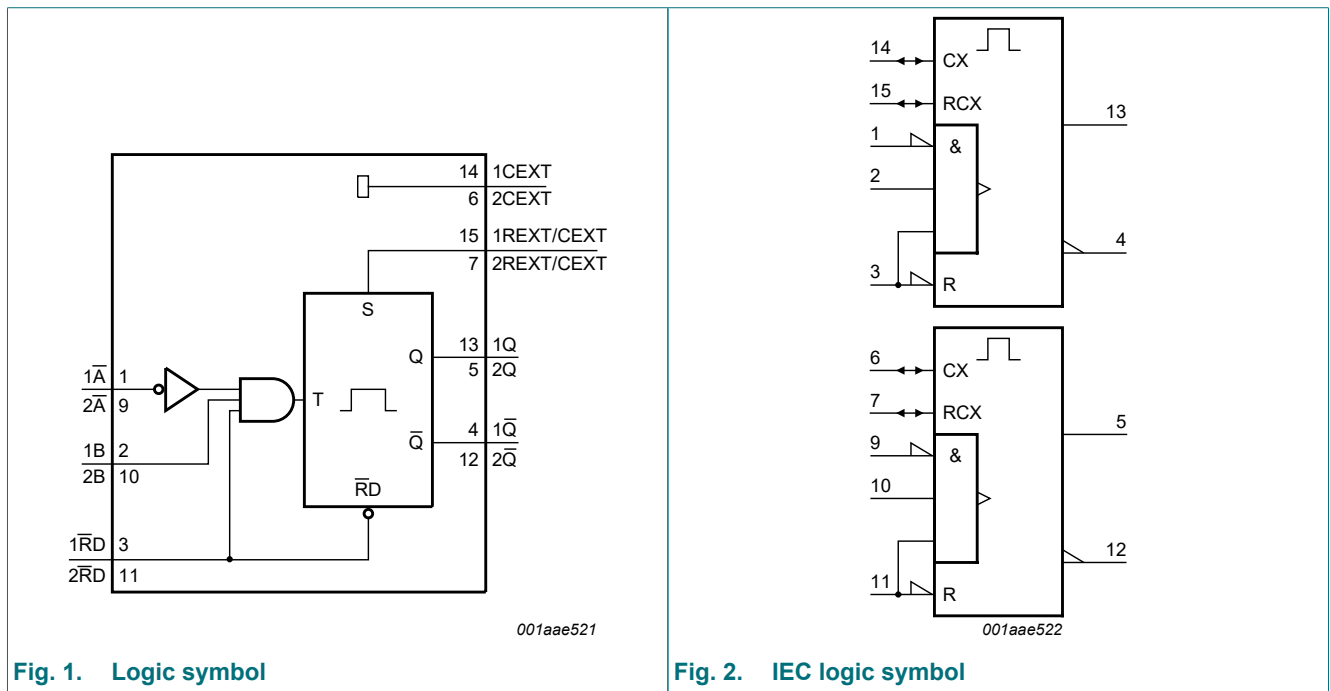 14 1CEXT
6 2CEXT
15 1REXT/CEXT
7 2REXT/CEXT
S
Q 13 1Q
5 2Q
1A̅ 1
2A̅ 9
T
1B 2
2B 10
Q̅ 4 1Q̅
12 2Q̅
R̅D̅
1R̅D̅ 3
2R̅D̅ 11
001aae521
Fig. 1. Logic symbol
14 CX
15 RCX
13
1 &
2
4
3 R
6 CX
7 RCX
5
9 &
10
12
11 R
001aae522
Fig. 2. IEC logic symbol